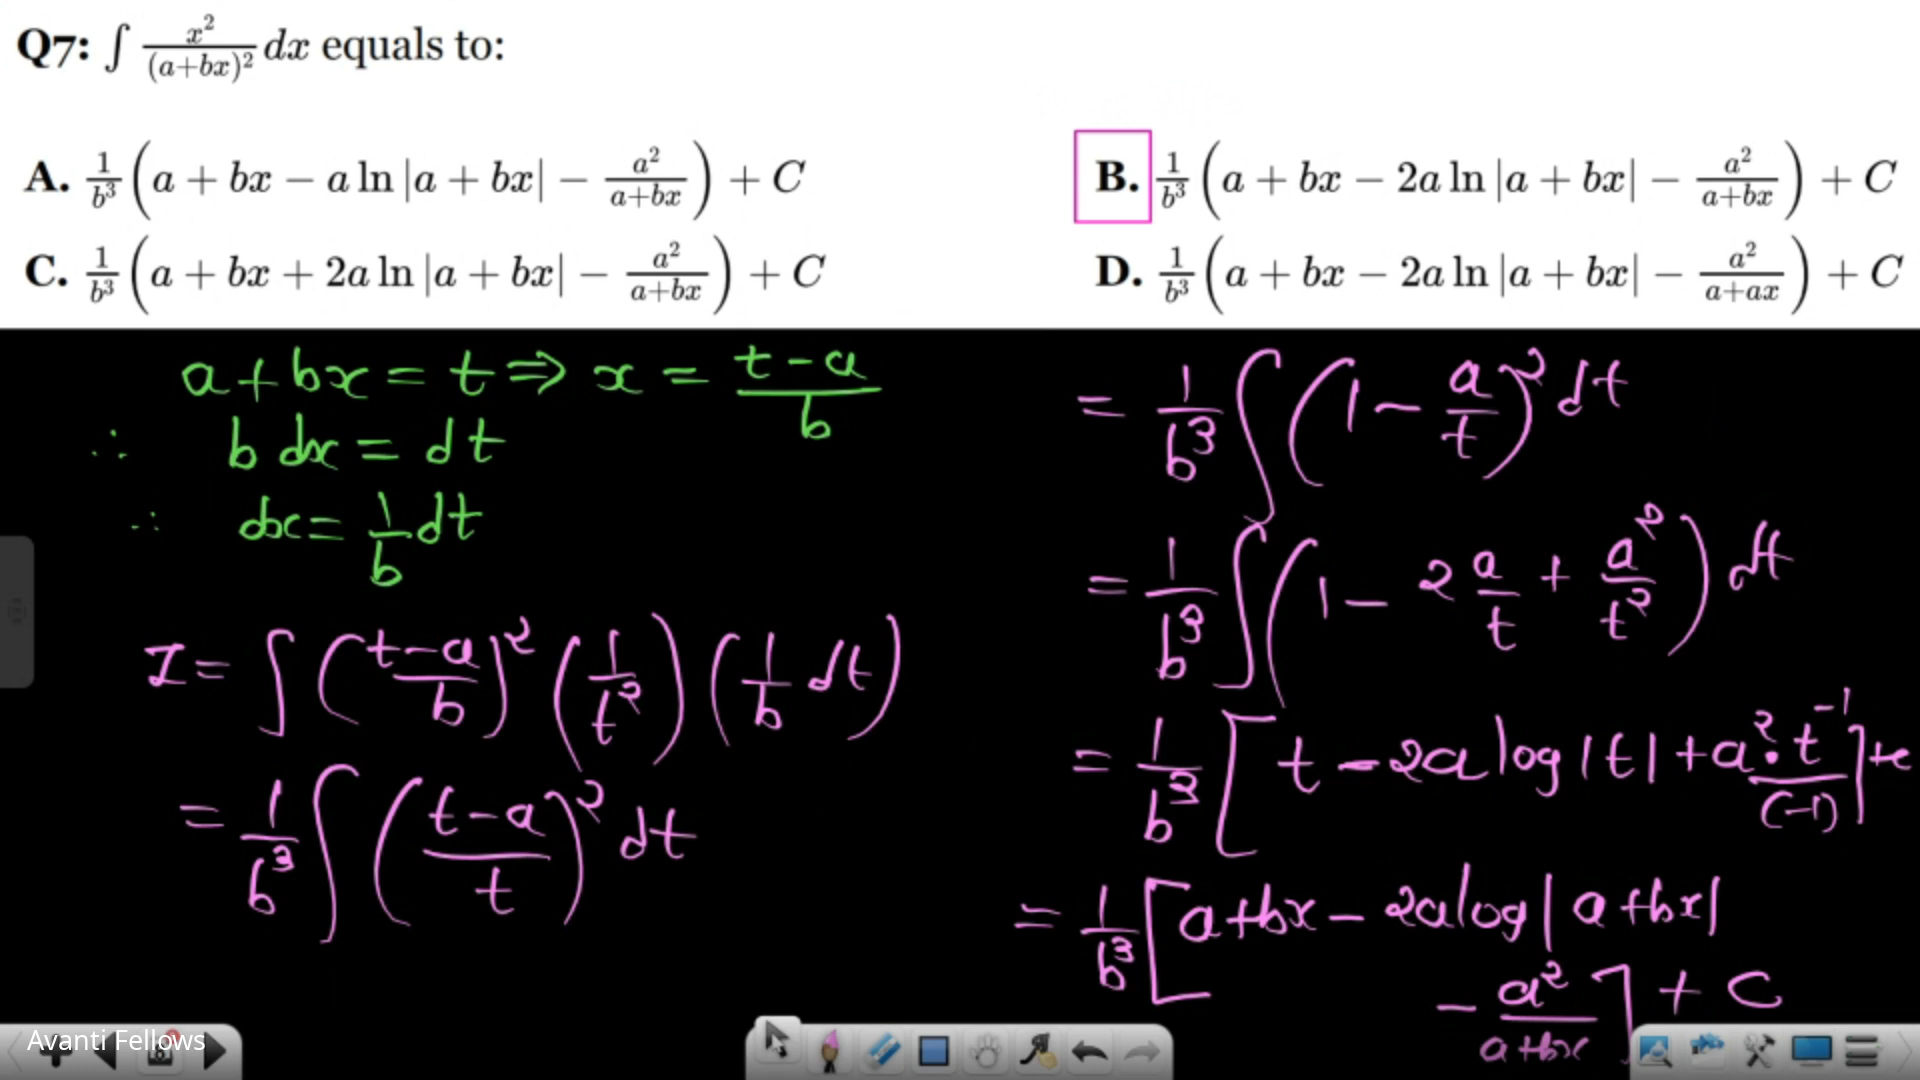 Q7: ∫ x²/(a+bx)² dx equals to:
A. 1/b³ (a + bx − a ln |a + bx| − a²/(a+bx)) + C
B. 1/b³ (a + bx − 2a ln |a + bx| − a²/(a+bx)) + C
C. 1/b³ (a + bx + 2a ln |a + bx| − a²/(a+bx)) + C
D. 1/b³ (a + bx − 2a ln |a + bx| − a²/(a+ax)) + C
a+bx = t ⇒ x = (t−a)/b
∴ b dx = dt
∴ dx = 1/b dt
I = ∫ ((t−a)/b)² (1/t²) (1/b dt)
= 1/b³ ∫ ((t−a)/t)² dt
= 1/b³ ∫ (1 − a/t)² dt
= 1/b³ ∫ (1 − 2 a/t + a²/t²) dt
= 1/b³ [t − 2a log |t| + a² · t⁻¹/(−1)] + c
= 1/b³ [a+bx − 2a log | a+bx|
− a²/(a+bx)] + C
Avanti Fellows